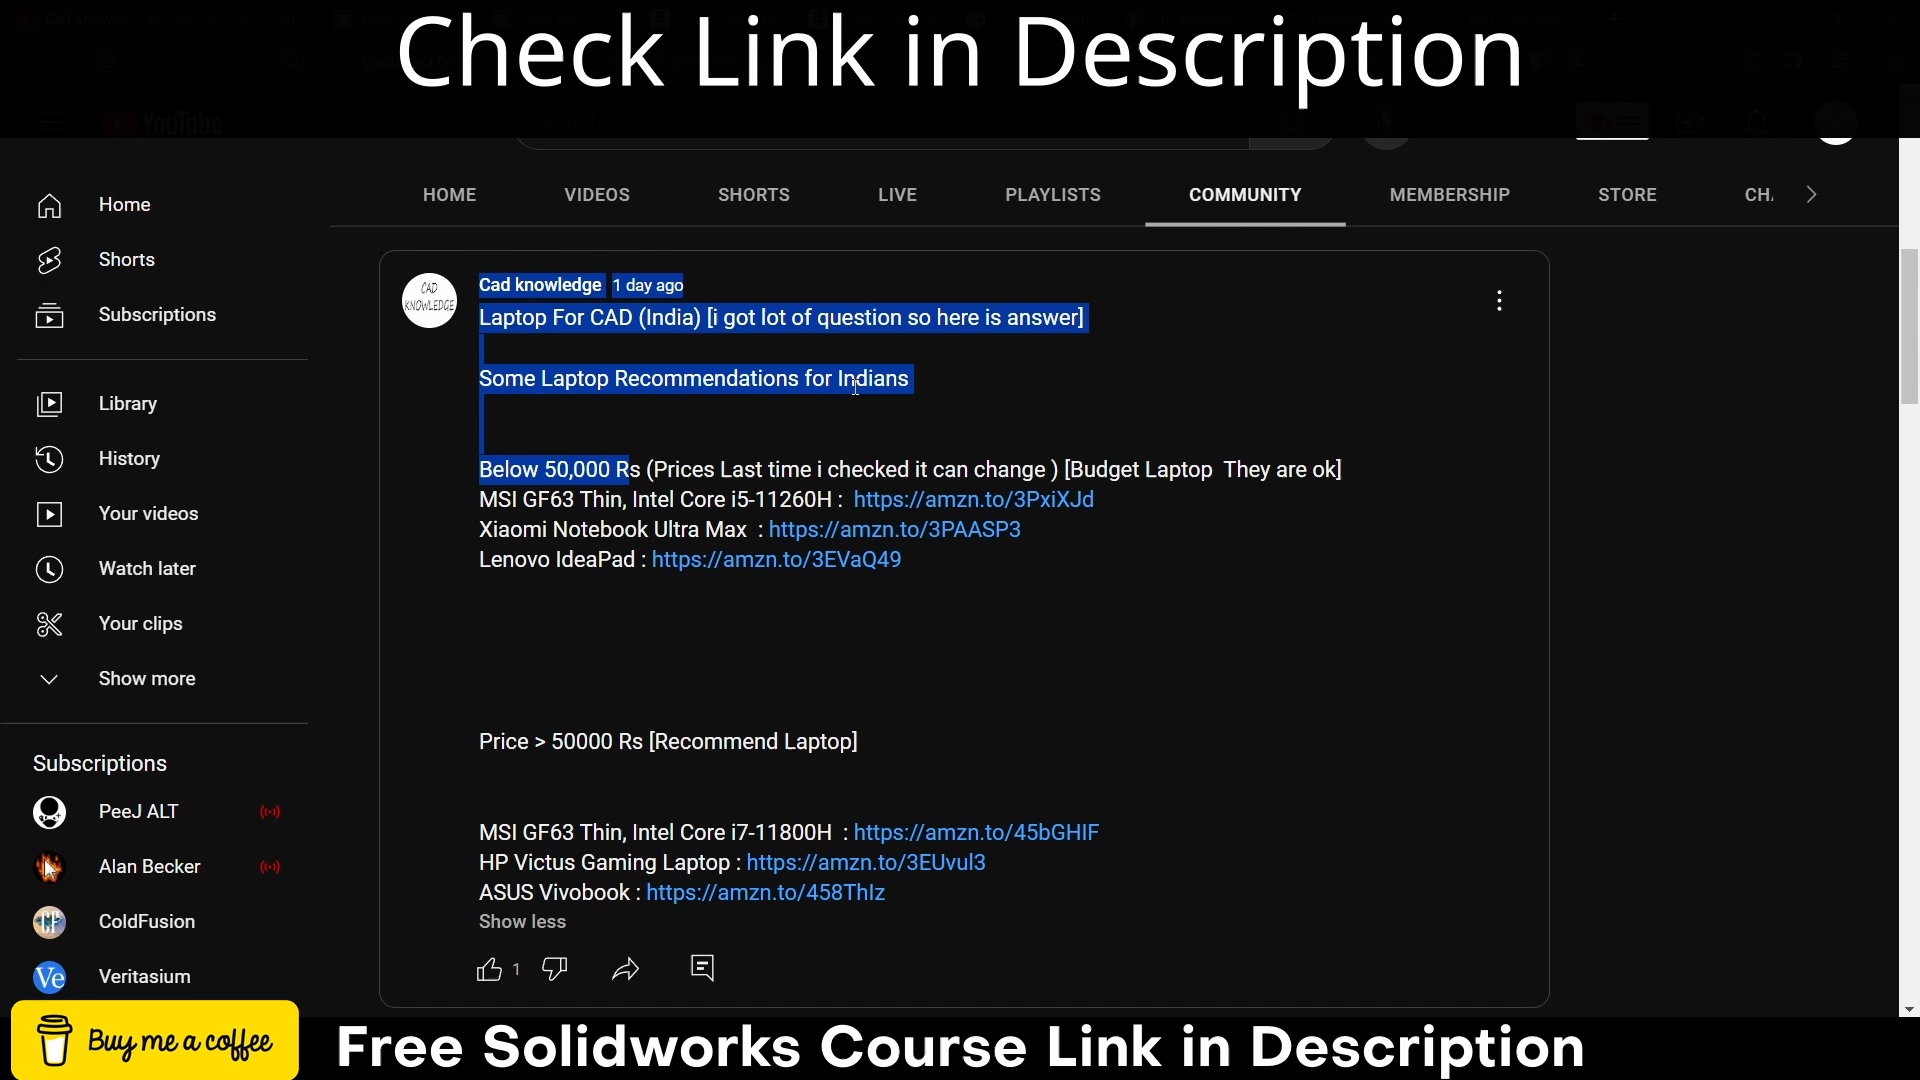 Check Link in Description
YouTube
HOME
VIDEOS
SHORTS
LIVE
PLAYLISTS
COMMUNITY
MEMBERSHIP
STORE
Home
Shorts
Subscriptions
Library
History
Your videos
Watch later
Your clips
Show more
Subscriptions
PeeJ ALT
Alan Becker
ColdFusion
Veritasium
CAD
KNOWLEDGE
Cad knowledge 1 day ago
Laptop For CAD (India) [i got lot of question so here is answer]
Some Laptop Recommendations for Indians
Below 50,000 Rs (Prices Last time i checked it can change ) [Budget Laptop They are ok]
MSI GF63 Thin, Intel Core i5-11260H : https://amzn.to/3PxiXJd
Xiaomi Notebook Ultra Max : https://amzn.to/3PAASP3
Lenovo IdeaPad : https://amzn.to/3EVaQ49
Price > 50000 Rs [Recommend Laptop]
MSI GF63 Thin, Intel Core i7-11800H : https://amzn.to/45bGHIF
HP Victus Gaming Laptop : https://amzn.to/3EUvul3
ASUS Vivobook : https://amzn.to/458ThIz
Show less
1
Buy me a coffee
Free Solidworks Course Link in Description